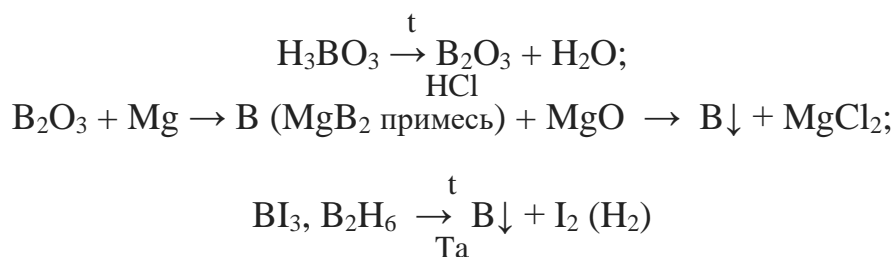 t
H₃BO₃ → B₂O₃ + H₂O;
HCl
B₂O₃ + Mg → B (MgB₂ примесь) + MgO → B↓ + MgCl₂;
t
BI₃, B₂H₆ → B↓ + I₂ (H₂)
Ta